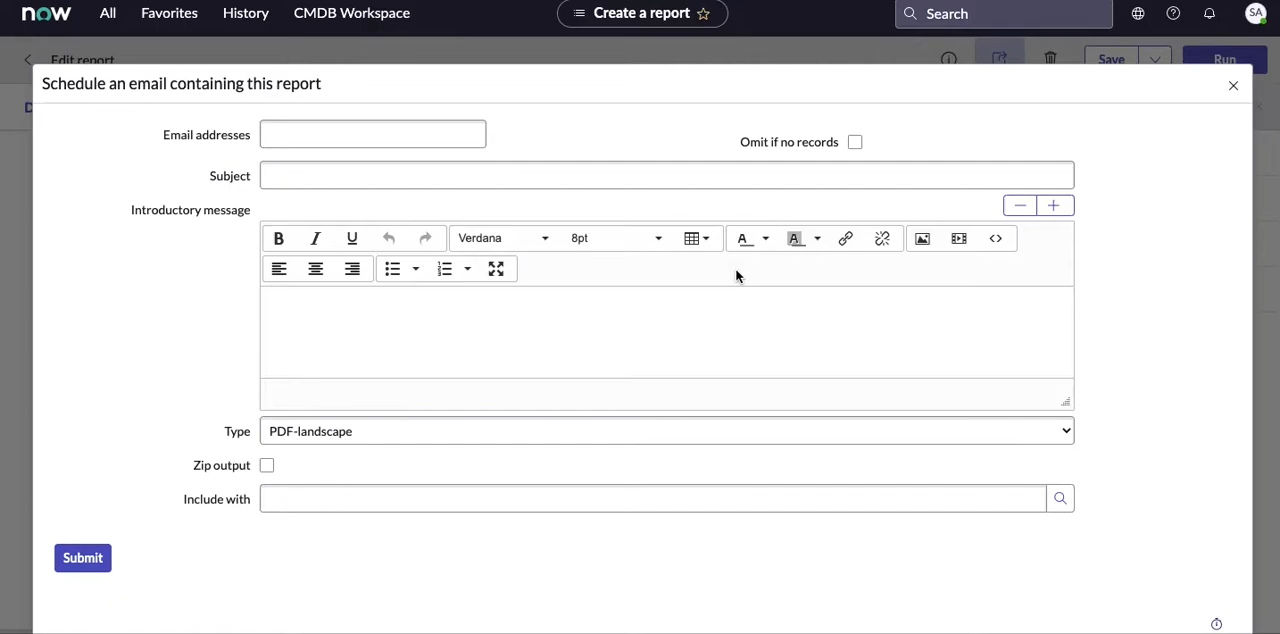 now All Favorites History CMDB Workspace Create a report Search SA
Edit report Save Run
Schedule an email containing this report
Email addresses
Omit if no records
Subject
Introductory message
B I U Verdana 8pt A A
Type PDF-landscape
Zip output
Include with
Submit